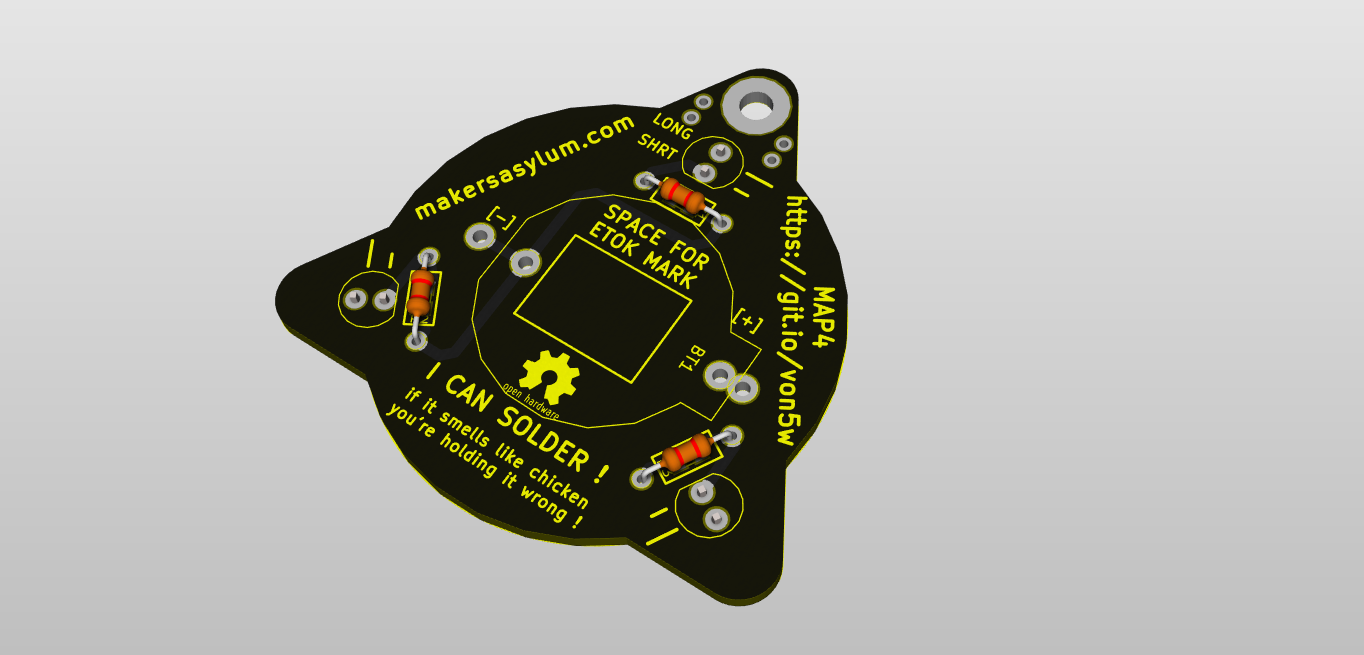 makersasylum.com
LONG
SHRT
[-]
SPACE FOR
ETOK MARK
https://git.io/von5w
MAP4
[+]
BT1
open hardware
I CAN SOLDER !
if it smells like chicken
you're holding it wrong !